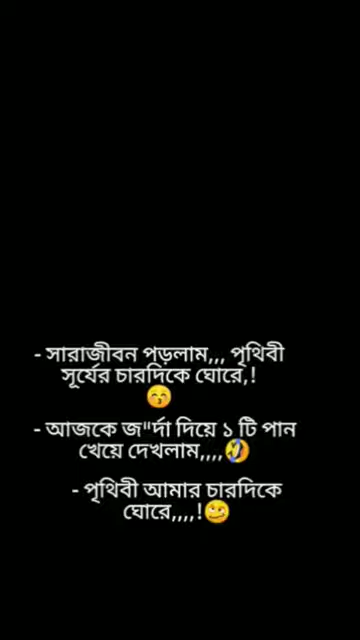 - সারাজীবন পড়লাম,,, পৃথিবী
সূর্যের চারদিকে ঘোরে,!
😚
- আজকে জ"র্দা দিয়ে ১ টি পান
খেয়ে দেখলাম,,,,🤣
- পৃথিবী আমার চারদিকে
ঘোরে,,,,!🥴